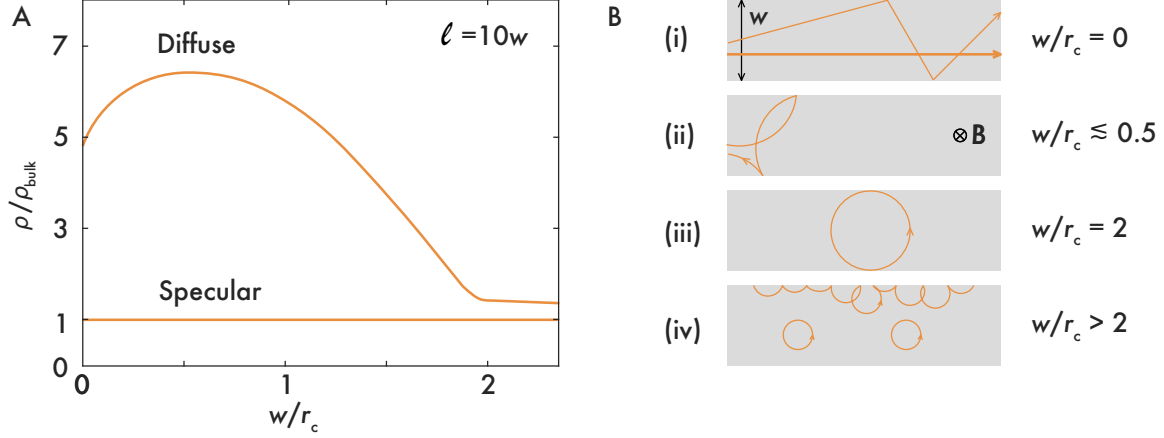 A
Diffuse
ℓ = 10w
Specular
ρ/ρbulk
7
5
3
1
0
0
1
2
w/rc
B
(i)
w
w/rc = 0
(ii)
B
w/rc ≲ 0.5
(iii)
w/rc = 2
(iv)
w/rc > 2